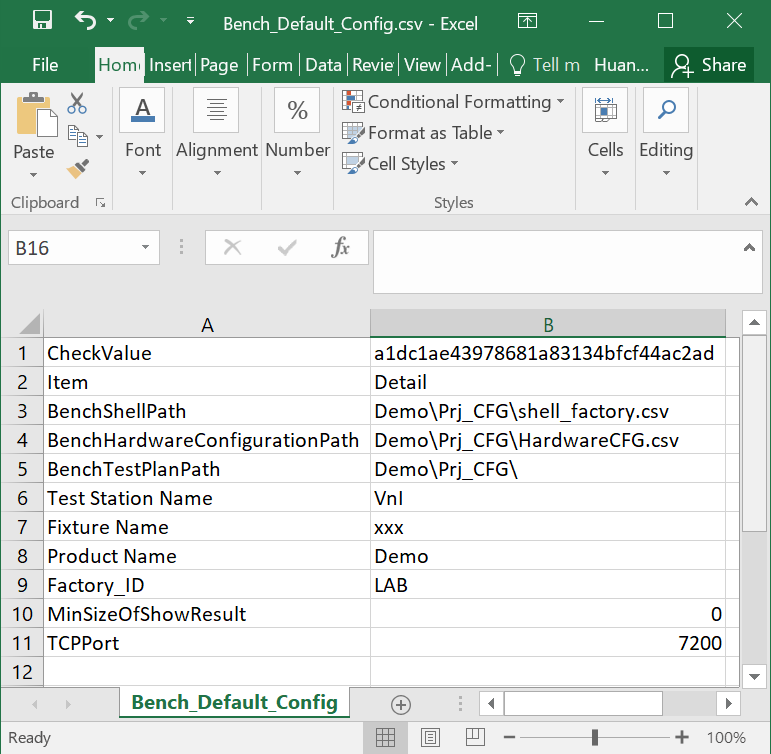 Bench_Default_Config.csv - Excel
File Home Insert Page Form Data Revie View Add- Tell m Huan... Share
Paste Font Alignment % Number Conditional Formatting Cells Editing
Format as Table
Cell Styles
Clipboard Styles
B16 fx
A B
1 CheckValue a1dc1ae43978681a83134bfcf44ac2ad
2 Item Detail
3 BenchShellPath Demo\Prj_CFG\shell_factory.csv
4 BenchHardwareConfigurationPath Demo\Prj_CFG\HardwareCFG.csv
5 BenchTestPlanPath Demo\Prj_CFG\
6 Test Station Name VnI
7 Fixture Name xxx
8 Product Name Demo
9 Factory_ID LAB
10 MinSizeOfShowResult 0
11 TCPPort 7200
12
Bench_Default_Config
Ready 100%